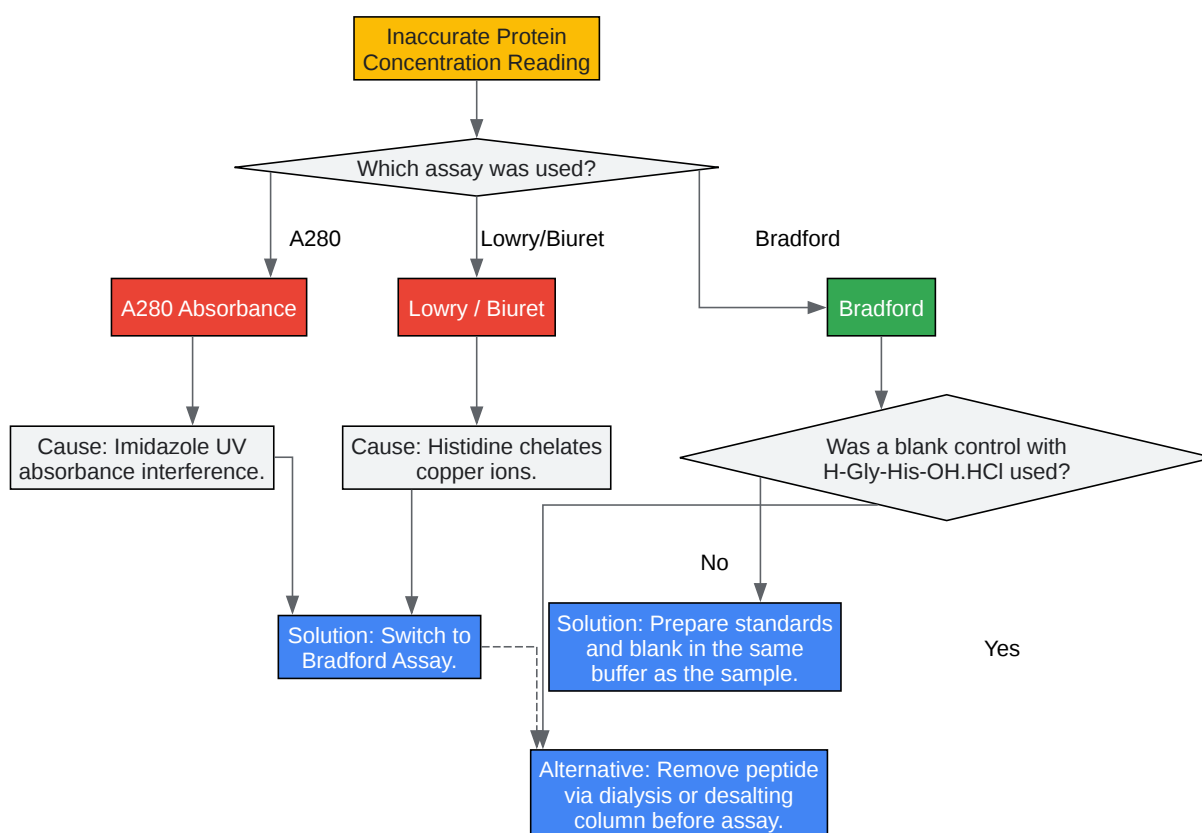 Inaccurate Protein
Concentration Reading
Which assay was used?
A280
Lowry/Biuret
Bradford
A280 Absorbance
Lowry / Biuret
Bradford
Cause: Imidazole UV
absorbance interference.
Cause: Histidine chelates
copper ions.
Was a blank control with
H-Gly-His-OH.HCl used?
No
Yes
Solution: Switch to
Bradford Assay.
Solution: Prepare standards
and blank in the same
buffer as the sample.
Alternative: Remove peptide
via dialysis or desalting
column before assay.